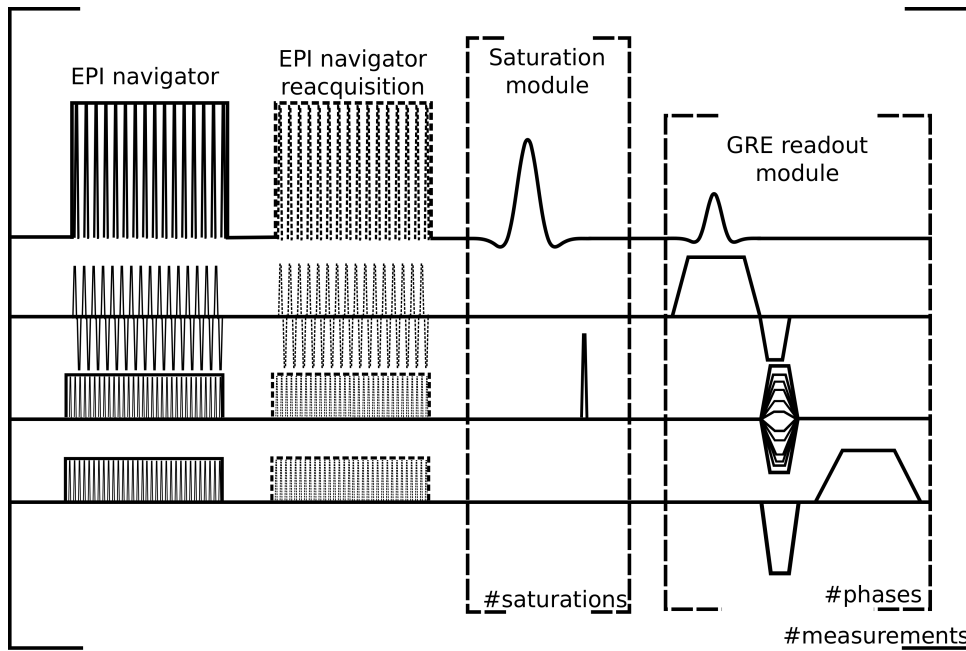 EPI navigator
EPI navigator
reacquisition
Saturation
module
GRE readout
module
#saturations
#phases
#measurements